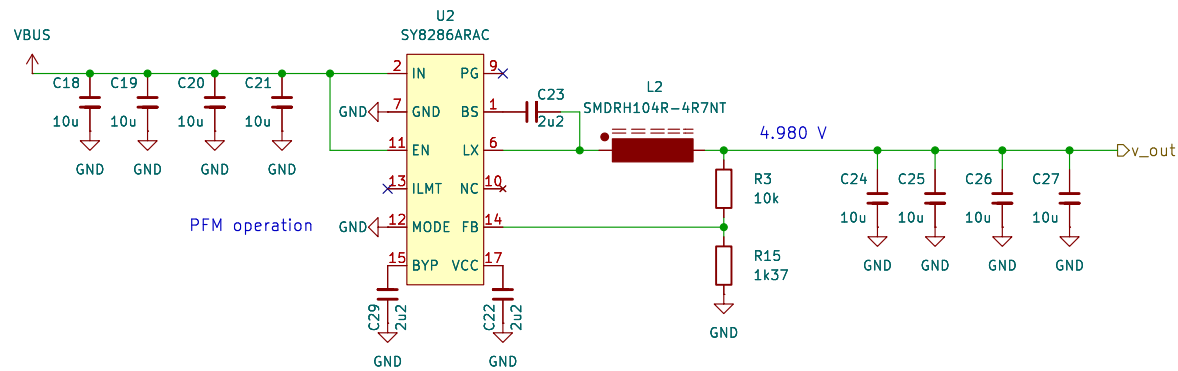 U2
SY8286ARAC
VBUS
C18
10u
GND
C19
10u
GND
C20
10u
GND
C21
10u
GND
2 IN
PG 9
GND 7 GND
BS 1
C23
2u2
11 EN
LX 6
L2
SMDRH104R-4R7NT
4.980 V
v_out
13 ILMT
NC 10
R3
10k
PFM operation
GND 12 MODE
FB 14
15 BYP
VCC 17
C29
2u2
GND
C22
2u2
GND
R15
1k37
GND
C24
10u
GND
C25
10u
GND
C26
10u
GND
C27
10u
GND